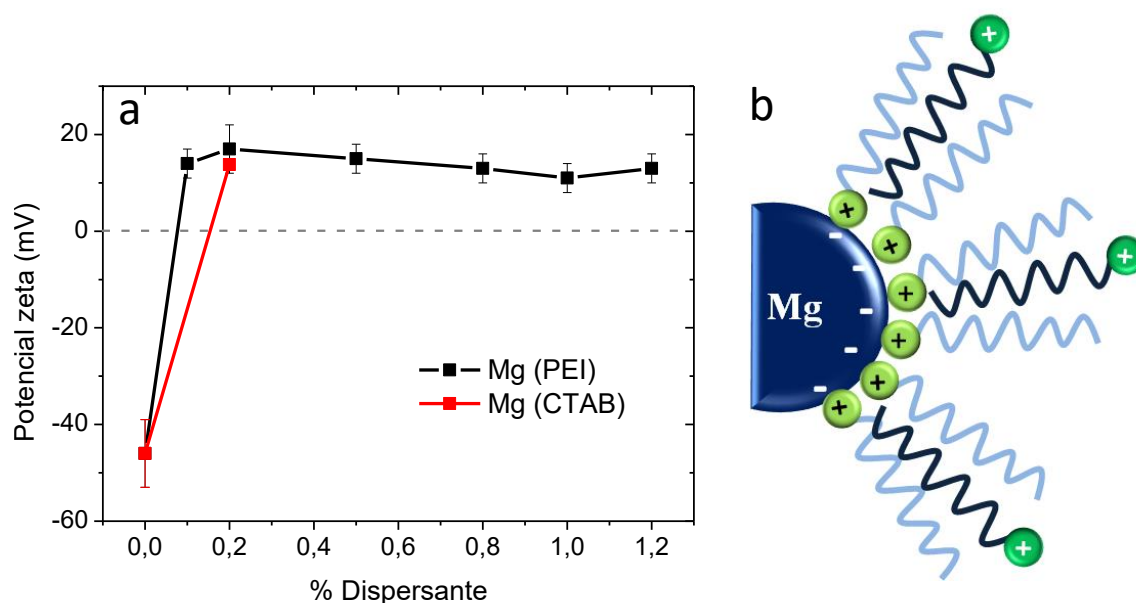 a
b
20
0
-20
-40
-60
Potencial zeta (mV)
Mg (PEI)
Mg (CTAB)
0,0 0,2 0,4 0,6 0,8 1,0 1,2
% Dispersante
+
+
+
+
+
+
+
+
+
-
-
-
-
-
Mg